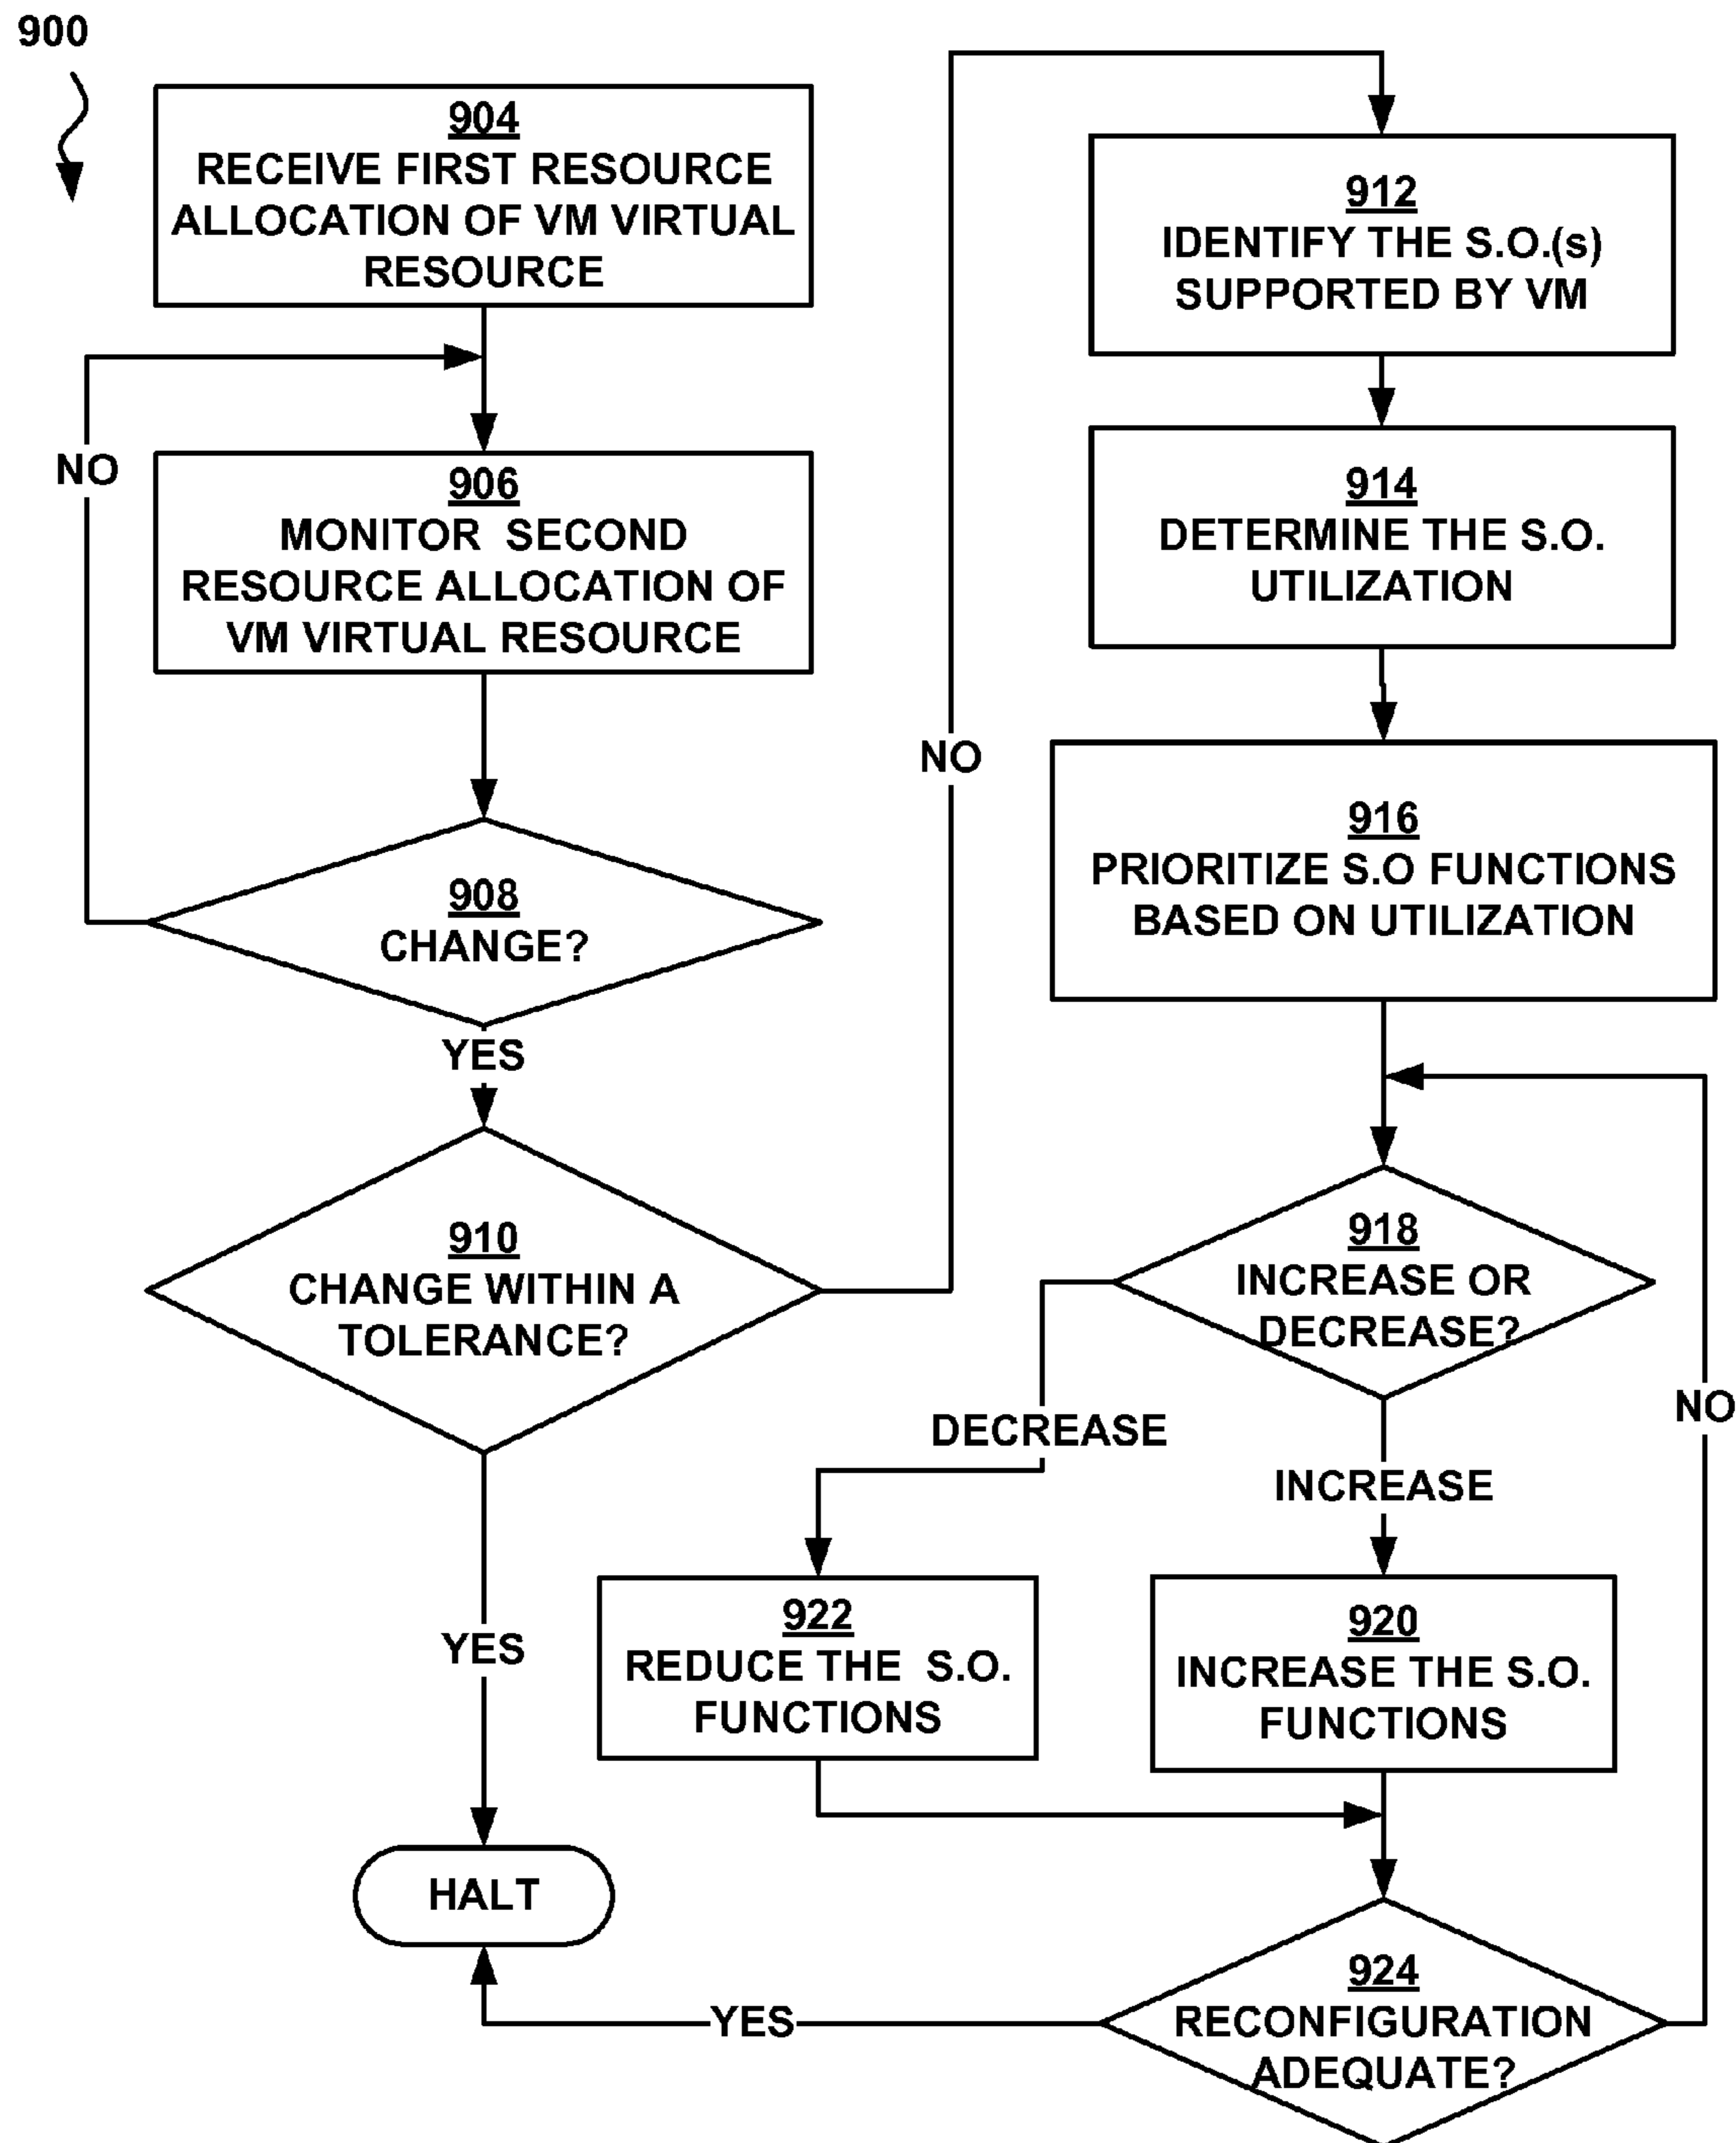 900
904
RECEIVE FIRST RESOURCE
ALLOCATION OF VM VIRTUAL
RESOURCE
NO
906
MONITOR SECOND
RESOURCE ALLOCATION OF
VM VIRTUAL RESOURCE
908
CHANGE?
YES
910
CHANGE WITHIN A
TOLERANCE?
YES
HALT
NO
912
IDENTIFY THE S.O.(s)
SUPPORTED BY VM
914
DETERMINE THE S.O.
UTILIZATION
916
PRIORITIZE S.O FUNCTIONS
BASED ON UTILIZATION
918
INCREASE OR
DECREASE?
DECREASE
INCREASE
NO
922
REDUCE THE S.O.
FUNCTIONS
920
INCREASE THE S.O.
FUNCTIONS
924
RECONFIGURATION
ADEQUATE?
YES